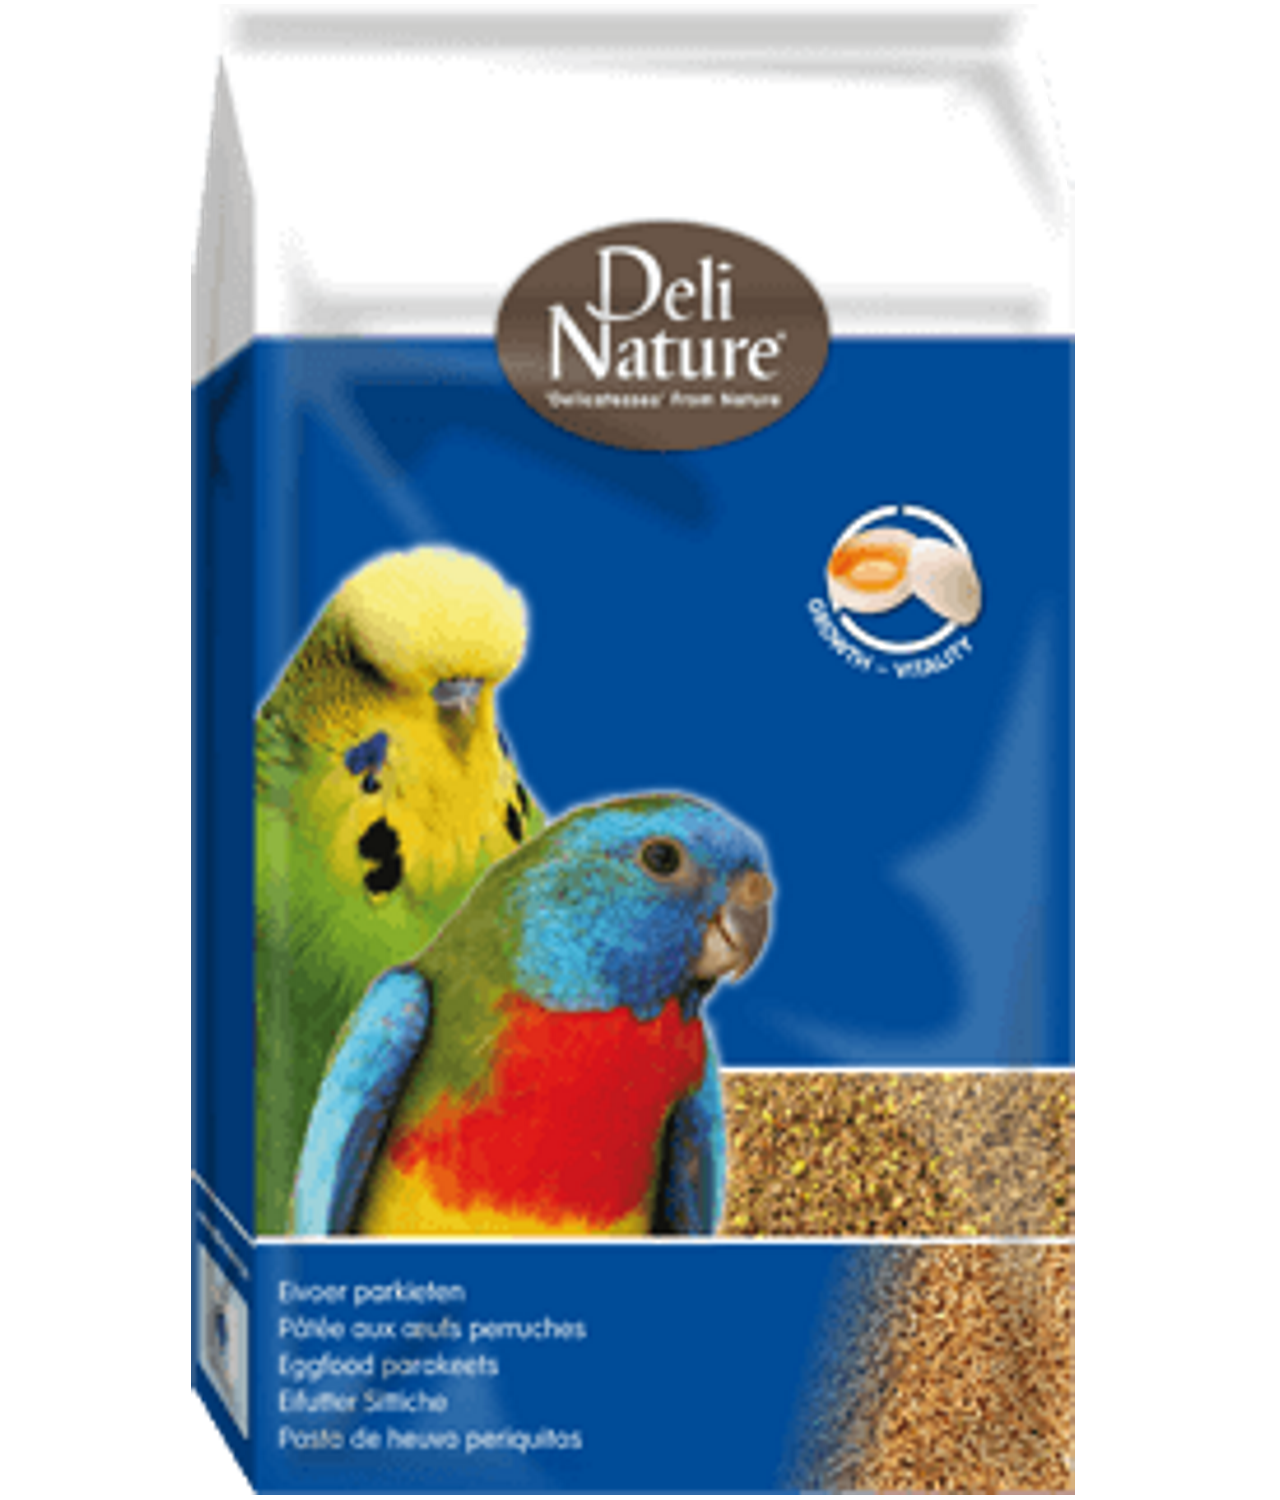 Deli
Nature
'Delicatesses' From Nature
GROWTH - VITALITY
Eivoer parkieten
Pâtée aux œufs perruches
Eggfood parakeets
Eifutter Sittiche
Pasta de heuvo periquitos